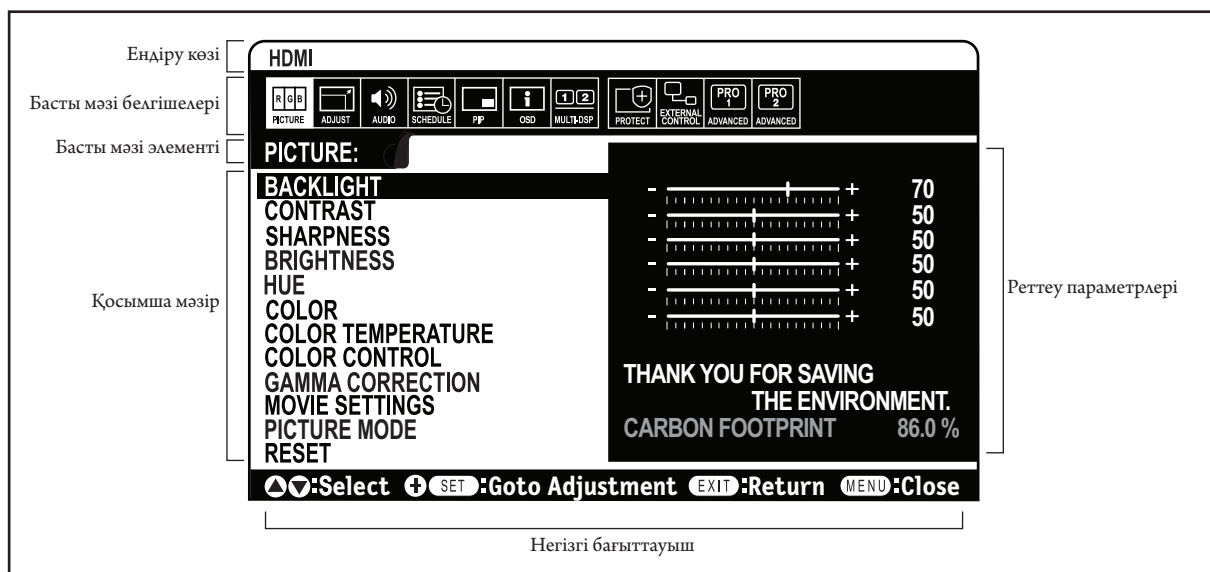 Ендіру көзі
HDMI
Басты мәзі белгішелері
RGB PICTURE
ADJUST
AUDIO
SCHEDULE
PIP
OSD
1 2 MULTI-DSP
PROTECT
EXTERNAL CONTROL
PRO 1 ADVANCED
PRO 2 ADVANCED
Басты мәзі элементі
PICTURE:
Қосымша мәзір
BACKLIGHT - + 70
CONTRAST - + 50
SHARPNESS - + 50
BRIGHTNESS - + 50
HUE - + 50
COLOR - + 50
COLOR TEMPERATURE
COLOR CONTROL
GAMMA CORRECTION
MOVIE SETTINGS
PICTURE MODE
RESET
THANK YOU FOR SAVING
THE ENVIRONMENT.
CARBON FOOTPRINT 86.0 %
Реттеу параметрлері
:Select SET:Goto Adjustment EXIT:Return MENU:Close
Негізгі бағыттауыш